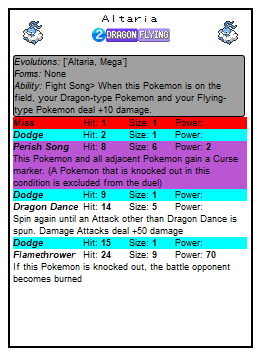 Altaria
2 DRAGON FLYING
Evolutions: ['Altaria, Mega']
Forms: None
Ability: Fight Song> When this Pokemon is on the
field, your Dragon-type Pokemon and your Flying-
type Pokemon deal +10 damage.
Miss Hit: 1 Size: 1 Power:
Dodge Hit: 2 Size: 1 Power:
Perish Song Hit: 8 Size: 6 Power: 2
This Pokemon and all adjacent Pokemon gain a Curse
marker. (A Pokemon that is knocked out in this
condition is excluded from the duel)
Dodge Hit: 9 Size: 1 Power:
Dragon Dance Hit: 14 Size: 5 Power:
Spin again until an Attack other than Dragon Dance is
spun. Damage Attacks deal +50 damage
Dodge Hit: 15 Size: 1 Power:
Flamethrower Hit: 24 Size: 9 Power: 70
If this Pokemon is knocked out, the battle opponent
becomes burned